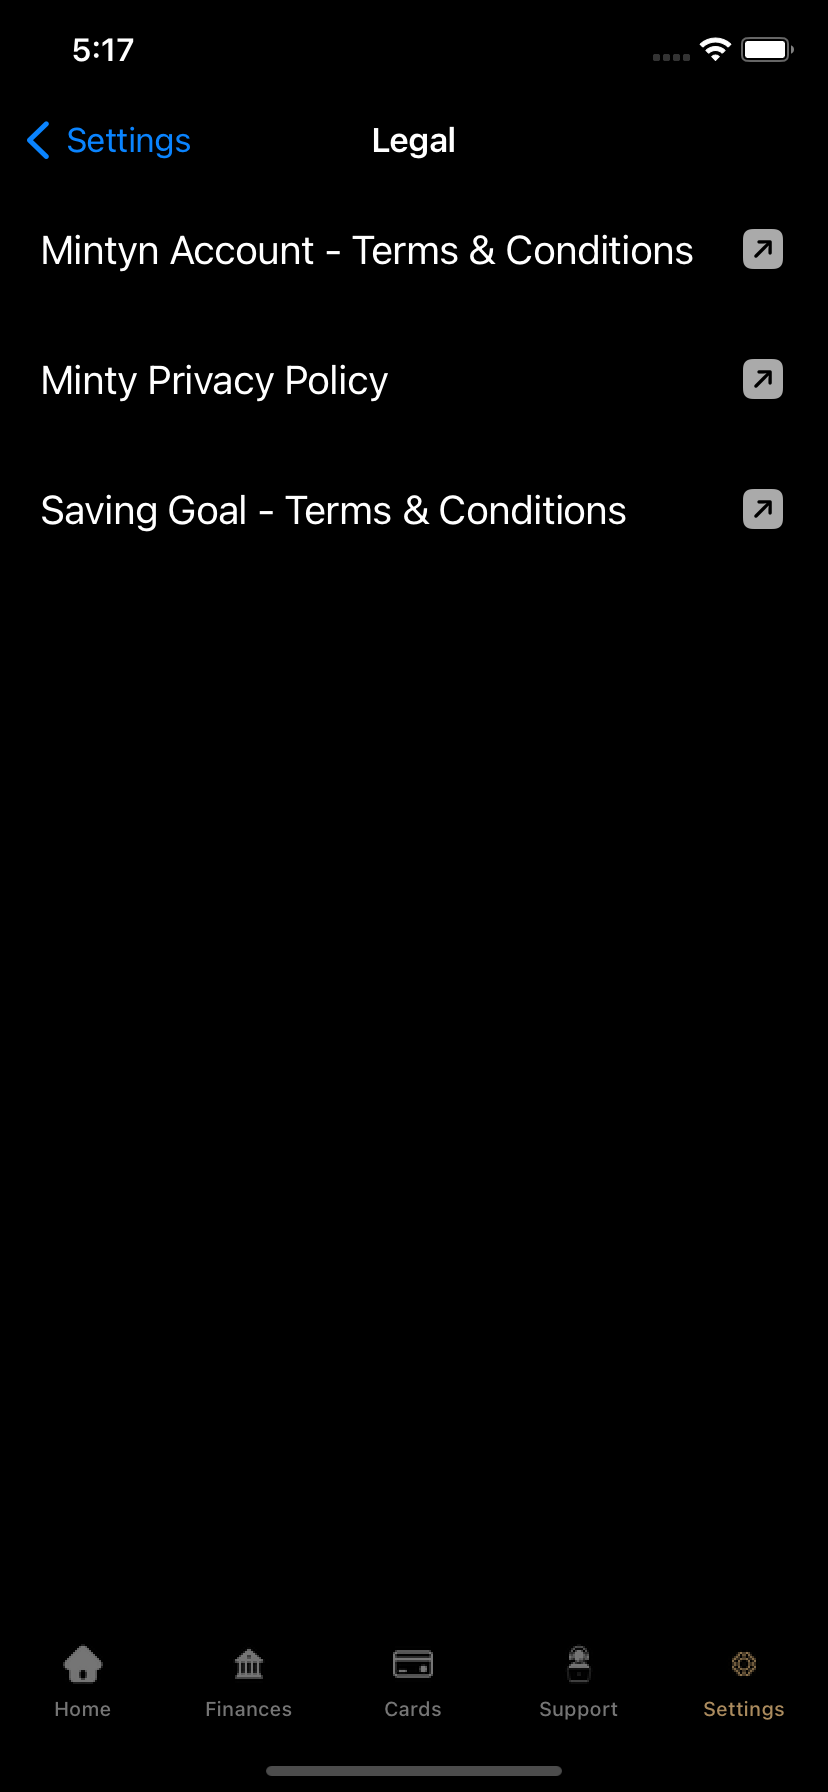 5:17
Settings
Legal
Mintyn Account - Terms & Conditions
Minty Privacy Policy
Saving Goal - Terms & Conditions
Home
Finances
Cards
Support
Settings